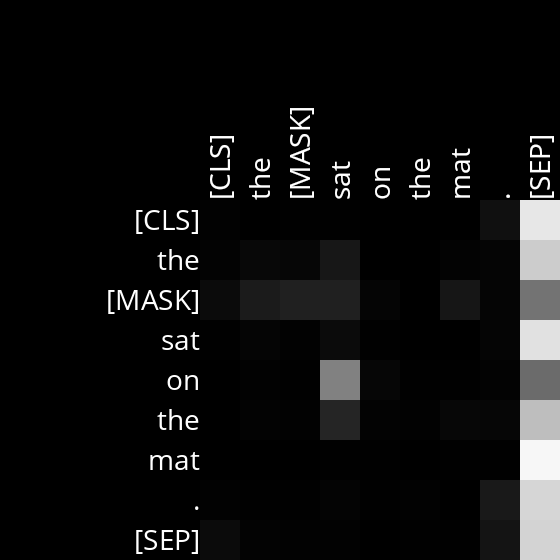 [CLS] the [MASK] sat on the mat . [SEP]
[CLS]
the
[MASK]
sat
on
the
mat
.
[SEP]